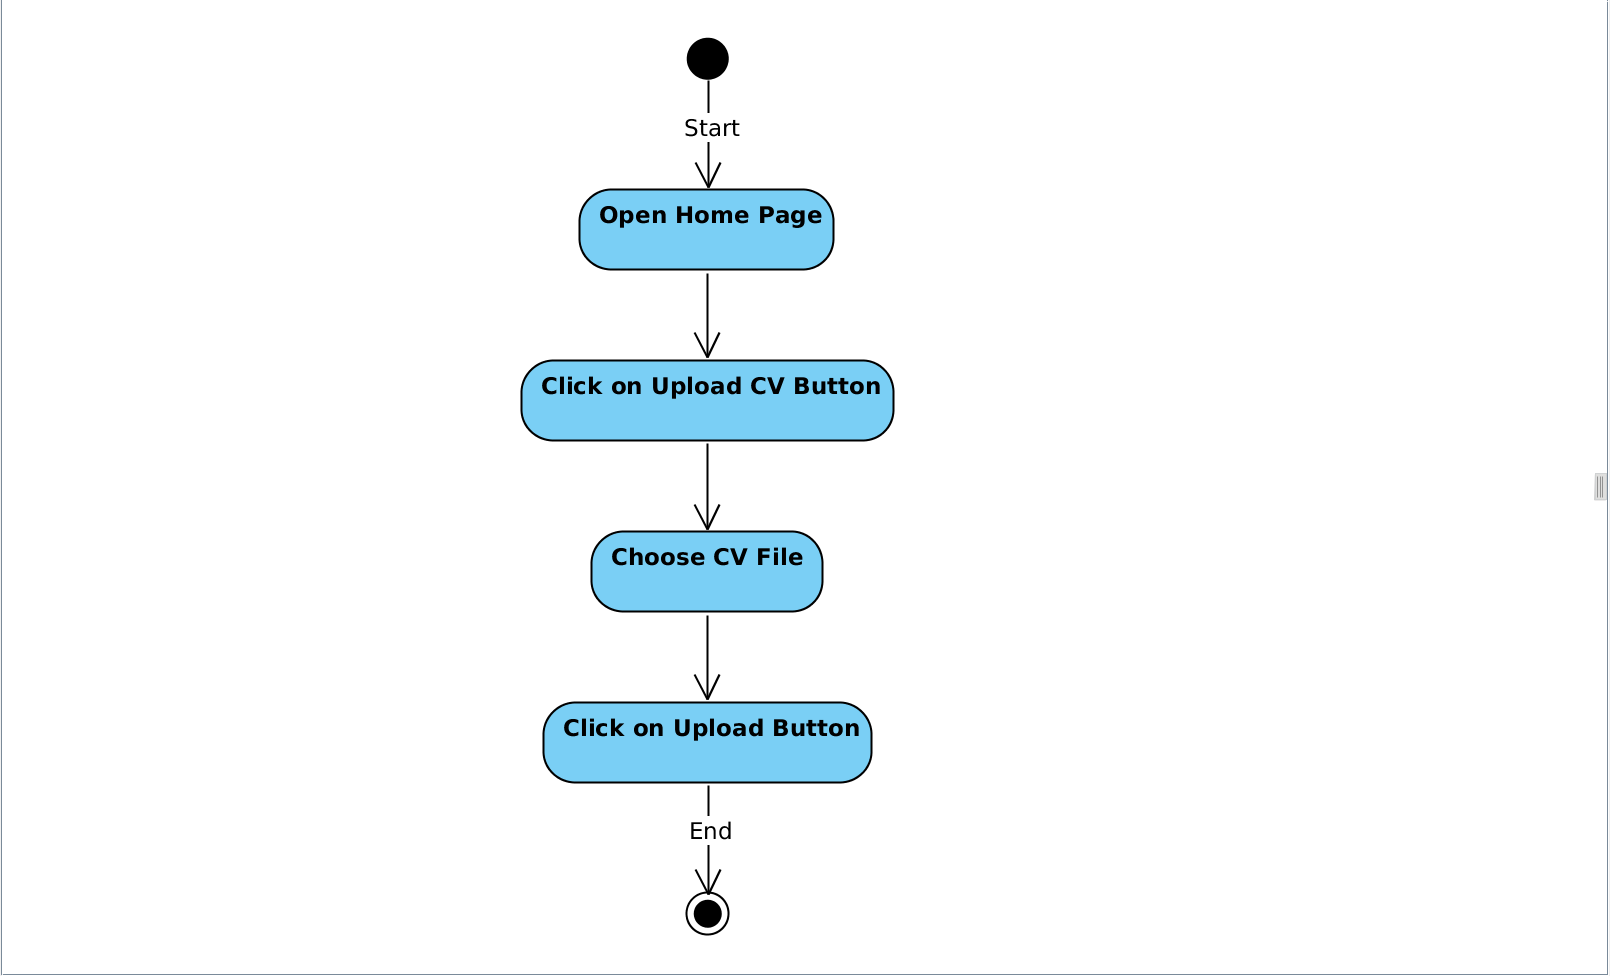 Start
Open Home Page
Click on Upload CV Button
Choose CV File
Click on Upload Button
End